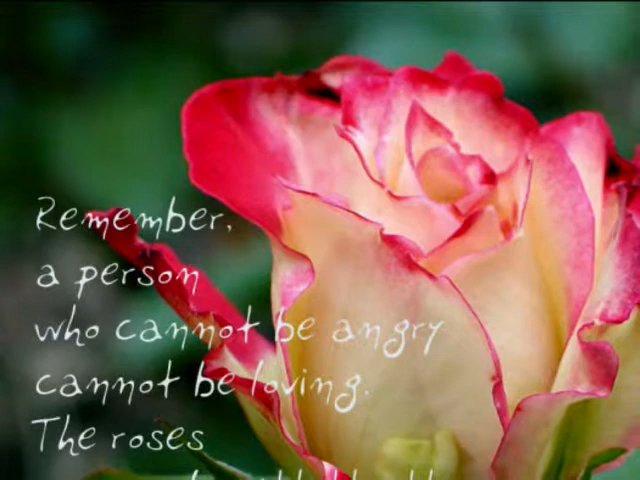 Remember,
a person
who cannot be angry
cannot be loving.
The roses